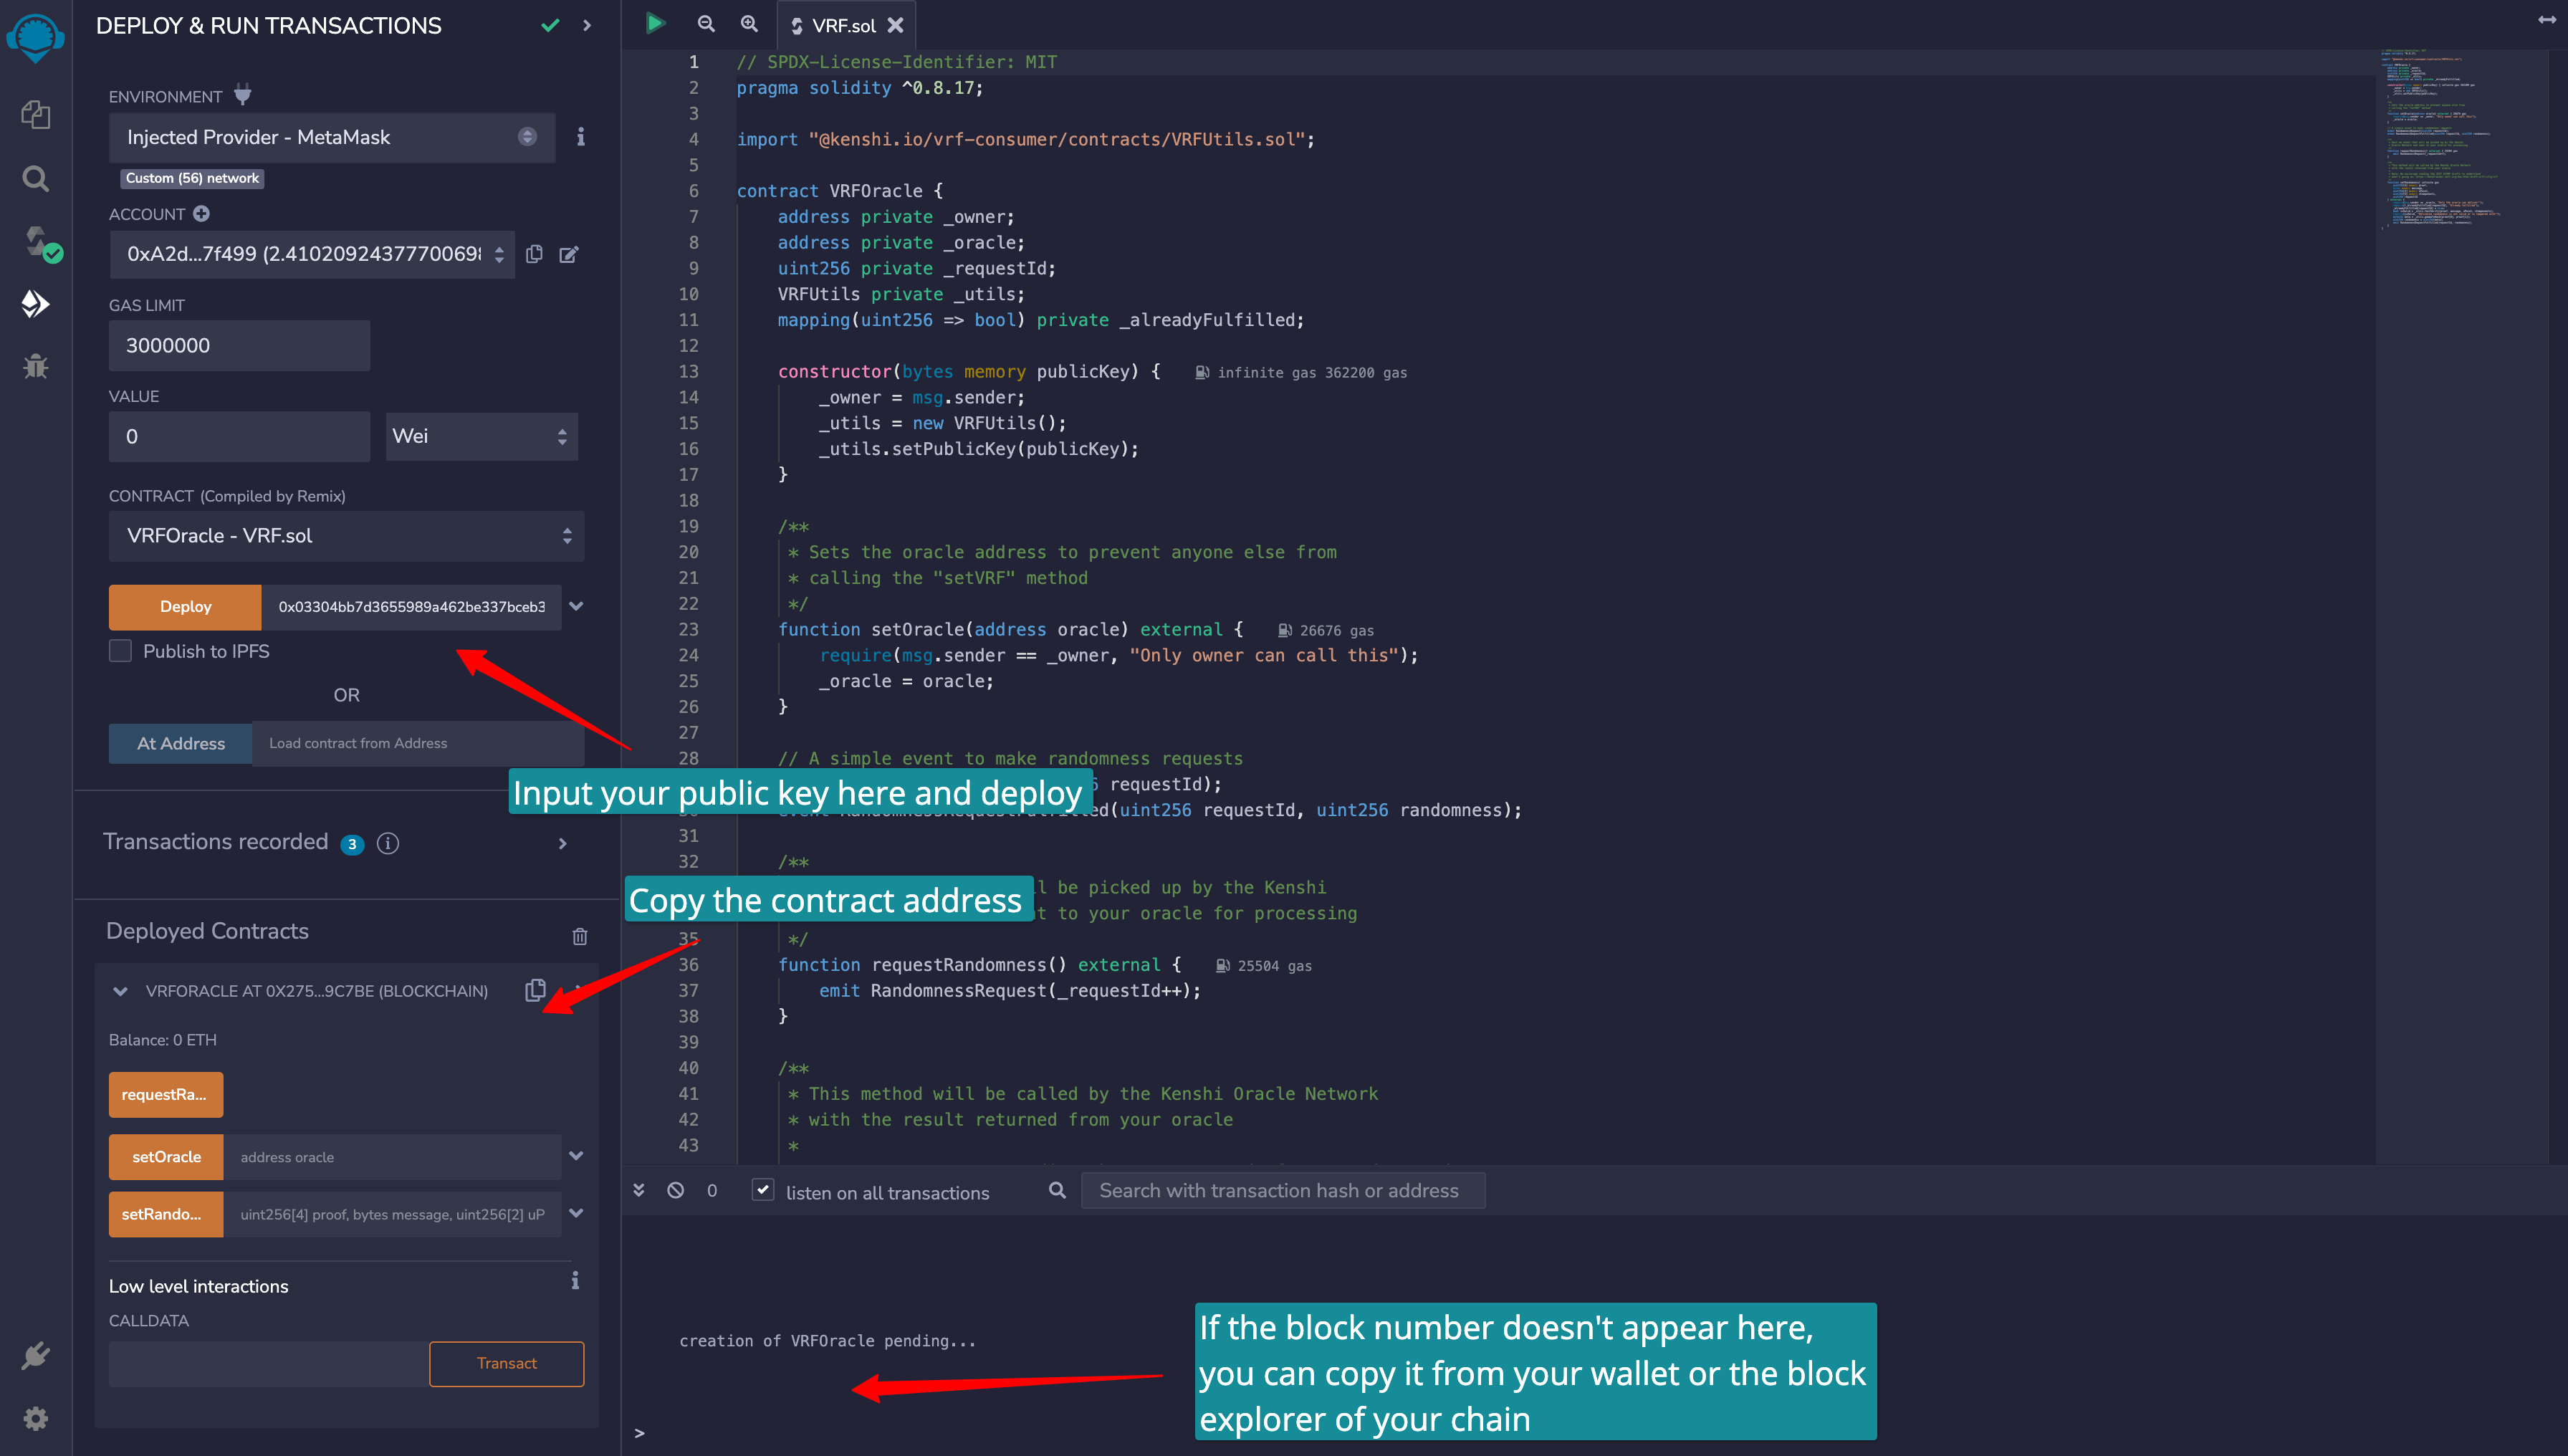 DEPLOY & RUN TRANSACTIONS
ENVIRONMENT
Injected Provider - MetaMask
Custom (56) network
ACCOUNT
0xA2d...7f499 (2.4102092437770069
GAS LIMIT
3000000
VALUE
0
Wei
CONTRACT (Compiled by Remix)
VRFOracle - VRF.sol
Deploy
0x03304bb7d3655989a462be337bceb3
Publish to IPFS
OR
At Address
Load contract from Address
Transactions recorded 3
Deployed Contracts
VRFORACLE AT 0X275...9C7BE (BLOCKCHAIN)
Balance: 0 ETH
requestRa...
setOracle
address oracle
setRando...
uint256[4] proof, bytes message, uint256[2] uP
Low level interactions
CALLDATA
Transact
VRF.sol
1 // SPDX-License-Identifier: MIT
2 pragma solidity ^0.8.17;
3
4 import "@kenshi.io/vrf-consumer/contracts/VRFUtils.sol";
5
6 contract VRFOracle {
7 address private _owner;
8 address private _oracle;
9 uint256 private _requestId;
10 VRFUtils private _utils;
11 mapping(uint256 => bool) private _alreadyFulfilled;
12
13 constructor(bytes memory publicKey) { infinite gas 362200 gas
14 _owner = msg.sender;
15 _utils = new VRFUtils();
16 _utils.setPublicKey(publicKey);
17 }
18
19 /**
20 * Sets the oracle address to prevent anyone else from
21 * calling the "setVRF" method
22 */
23 function setOracle(address oracle) external { 26676 gas
24 require(msg.sender == _owner, "Only owner can call this");
25 _oracle = oracle;
26 }
27
28 // A simple event to make randomness requests
requestId);
(uint256 requestId, uint256 randomness);
31
32 /**
be picked up by the Kenshi
to your oracle for processing
35 */
36 function requestRandomness() external { 25504 gas
37 emit RandomnessRequest(_requestId++);
38 }
39
40 /**
41 * This method will be called by the Kenshi Oracle Network
42 * with the result returned from your oracle
43 *
Input your public key here and deploy
Copy the contract address
0
listen on all transactions
Search with transaction hash or address
creation of VRFOracle pending...
If the block number doesn't appear here,
you can copy it from your wallet or the block
explorer of your chain
>